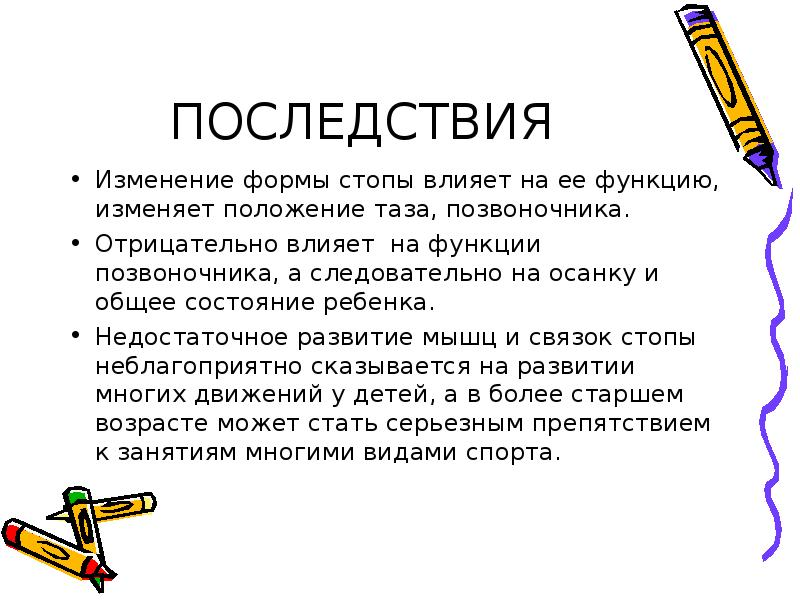 ПОСЛЕДСТВИЯ
• Изменение формы стопы влияет на ее функцию,
изменяет положение таза, позвоночника.
• Отрицательно влияет  на функции
позвоночника, а следовательно на осанку и
общее состояние ребенка.
• Недостаточное развитие мышц и связок стопы
неблагоприятно сказывается на развитии
многих движений у детей, а в более старшем
возрасте может стать серьезным препятствием
к занятиям многими видами спорта.